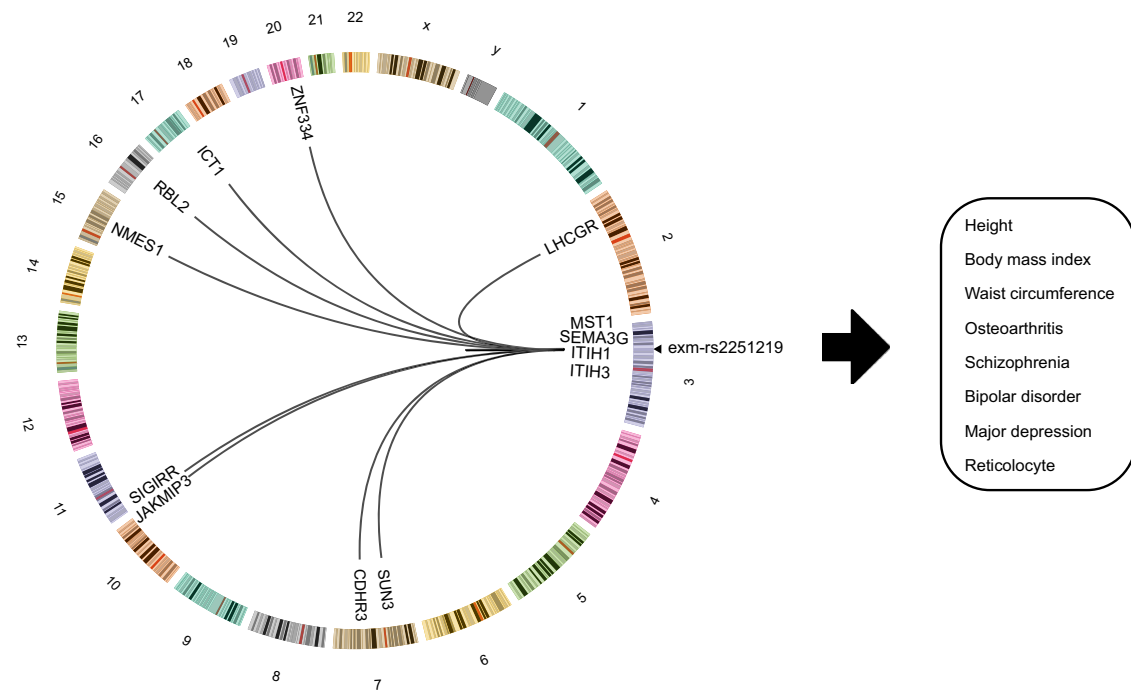 1
2
3
4
5
6
7
8
9
10
11
12
13
14
15
16
17
18
19
20
21
22
x
y
ZNF334
ICT1
RBL2
NMES1
LHCGR
MST1
SEMA3G
ITIH1
ITIH3
exm-rs2251219
SIGIRR
JAKMIP3
CDHR3
SUN3
Height
Body mass index
Waist circumference
Osteoarthritis
Schizophrenia
Bipolar disorder
Major depression
Reticolocyte